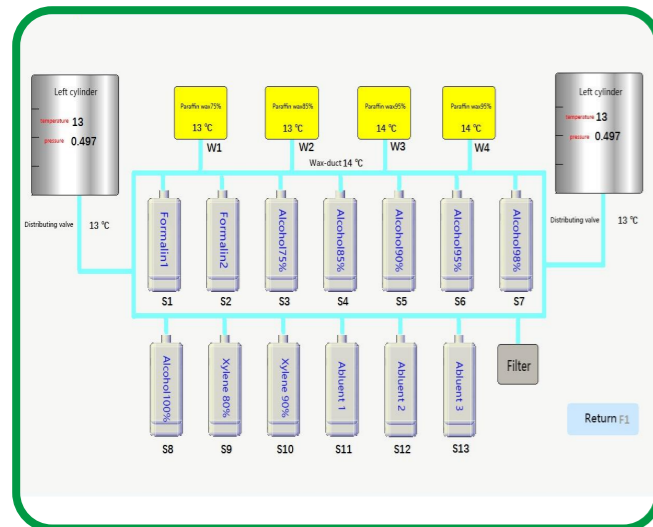 Left cylinder
temperature 13
pressure 0.497
Paraffin wax75%
13 ℃
W1
Paraffin wax85%
13 ℃
W2
Paraffin wax95%
14 ℃
W3
Paraffin wax95%
14 ℃
W4
Left cylinder
temperature 13
pressure 0.497
Wax-duct 14 ℃
Distributing valve 13 ℃
Distributing valve 13 ℃
Formalin1
Formalin2
Alcohol75%
Alcohol85%
Alcohol90%
Alcohol95%
Alcohol98%
S1
S2
S3
S4
S5
S6
S7
Alcohol100%
Xylene 80%
Xylene 90%
Abluent 1
Abluent 2
Abluent 3
Filter
S8
S9
S10
S11
S12
S13
Return F1